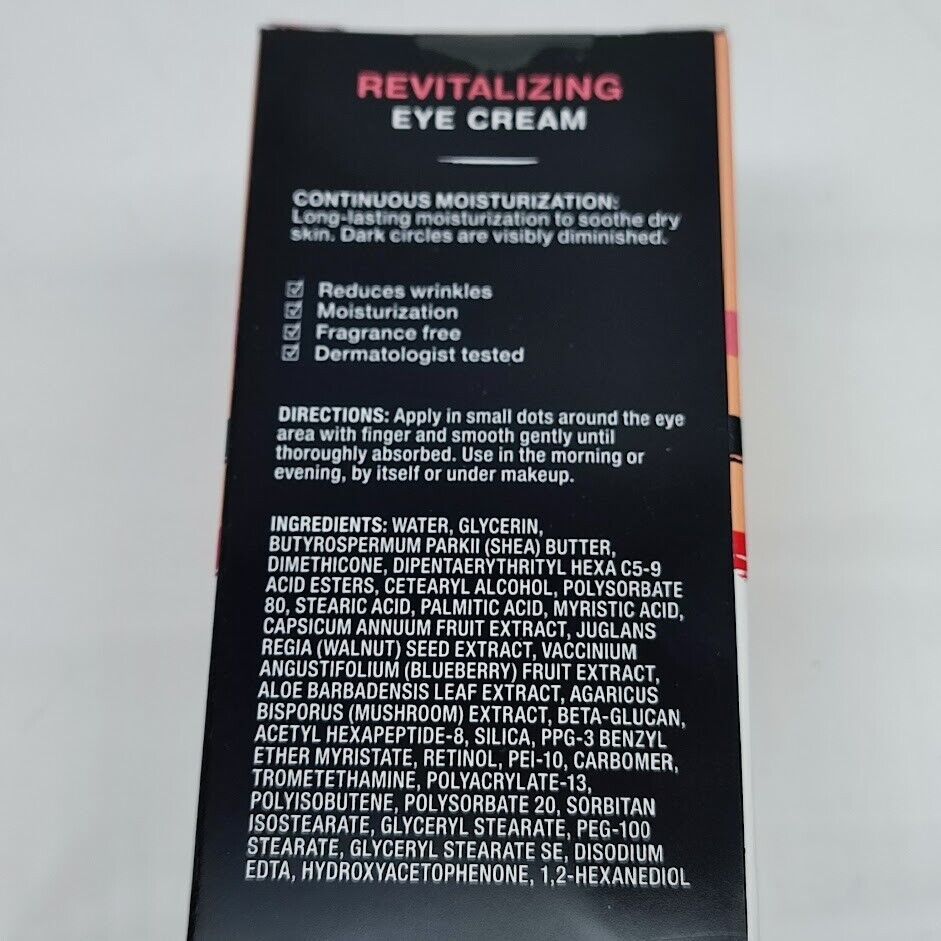 REVITALIZING
EYE CREAM
CONTINUOUS MOISTURIZATION:
Long-lasting moisturization to soothe dry
skin. Dark circles are visibly diminished.
Reduces wrinkles
Moisturization
Fragrance free
Dermatologist tested
DIRECTIONS: Apply in small dots around the eye
area with finger and smooth gently until
thoroughly absorbed. Use in the morning or
evening, by itself or under makeup.
INGREDIENTS: WATER, GLYCERIN,
BUTYROSPERMUM PARKII (SHEA) BUTTER,
DIMETHICONE, DIPENTAERYTHRITYL HEXA C5-9
ACID ESTERS, CETEARYL ALCOHOL, POLYSORBATE
80, STEARIC ACID, PALMITIC ACID, MYRISTIC ACID,
CAPSICUM ANNUUM FRUIT EXTRACT, JUGLANS
REGIA (WALNUT) SEED EXTRACT, VACCINIUM
ANGUSTIFOLIUM (BLUEBERRY) FRUIT EXTRACT,
ALOE BARBADENSIS LEAF EXTRACT, AGARICUS
BISPORUS (MUSHROOM) EXTRACT, BETA-GLUCAN,
ACETYL HEXAPEPTIDE-8, SILICA, PPG-3 BENZYL
ETHER MYRISTATE, RETINOL, PEI-10, CARBOMER,
TROMETETHAMINE, POLYACRYLATE-13,
POLYISOBUTENE, POLYSORBATE 20, SORBITAN
ISOSTEARATE, GLYCERYL STEARATE, PEG-100
STEARATE, GLYCERYL STEARATE SE, DISODIUM
EDTA, HYDROXYACETOPHENONE, 1,2-HEXANEDIOL